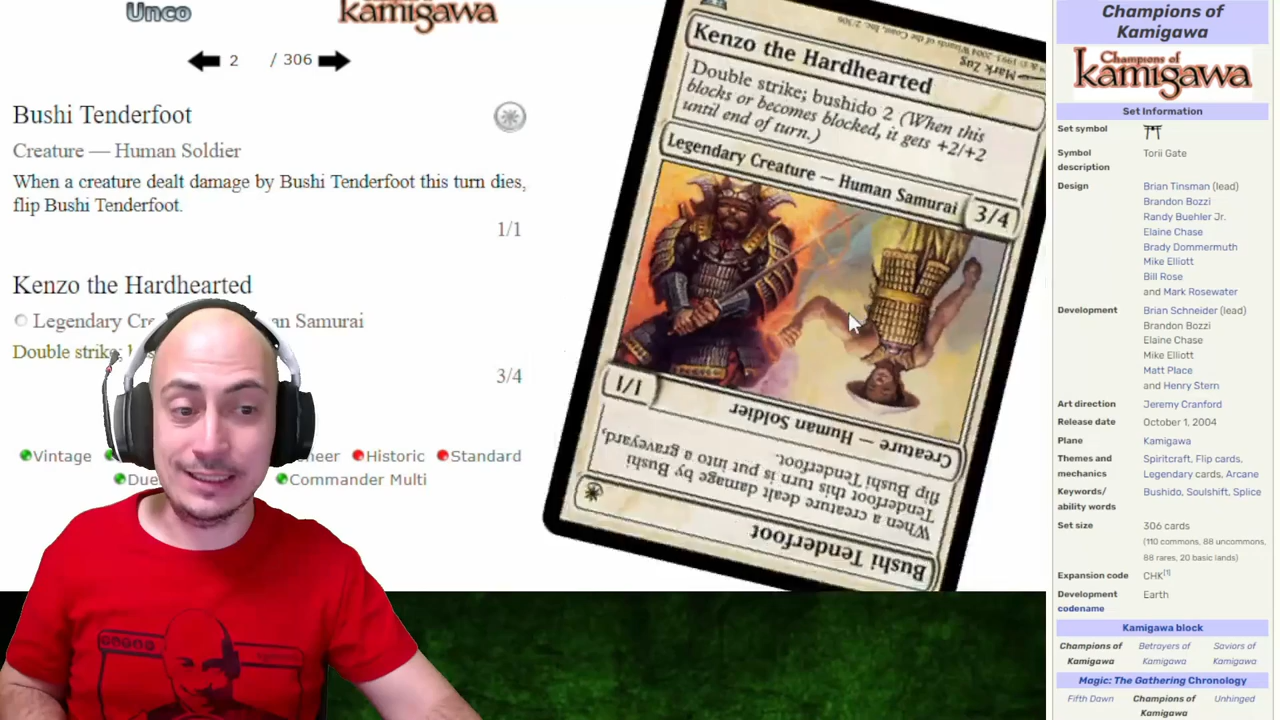 Unco
kamigawa
2 / 306
Bushi Tenderfoot
Creature — Human Soldier
When a creature dealt damage by Bushi Tenderfoot this turn dies,
flip Bushi Tenderfoot.
1/1
Kenzo the Hardhearted
Legendary Cre an Samurai
Double strike;
3/4
Vintage
Historic Standard
Due Commander Multi
Kenzo the Hardhearted
Double strike; bushido 2 (When this
blocks or becomes blocked, it gets +2/+2
until end of turn.)
Legendary Creature — Human Samurai
3/4
1/1
Creature — Human Soldier
When a creature dealt damage by Bushi
Tenderfoot this turn is put into a graveyard,
flip Bushi Tenderfoot.
Bushi Tenderfoot
Mark Zug
Champions of
Kamigawa
Champions of
kamigawa
Set Information
Set symbol
Symbol description Torii Gate
Design Brian Tinsman (lead)
Brandon Bozzi
Randy Buehler Jr.
Elaine Chase
Brady Dommermuth
Mike Elliott
Bill Rose
and Mark Rosewater
Development Brian Schneider (lead)
Brandon Bozzi
Elaine Chase
Mike Elliott
Matt Place
and Henry Stern
Art direction Jeremy Cranford
Release date October 1, 2004
Plane Kamigawa
Themes and mechanics Spiritcraft, Flip cards,
Legendary cards, Arcane
Keywords/ ability words Bushido, Soulshift, Splice
Set size 306 cards
(110 commons, 88 uncommons,
88 rares, 20 basic lands)
Expansion code CHK[1]
Development codename Earth
Kamigawa block
Champions of Kamigawa Betrayers of Kamigawa Saviors of Kamigawa
Magic: The Gathering Chronology
Fifth Dawn Champions of Kamigawa Unhinged